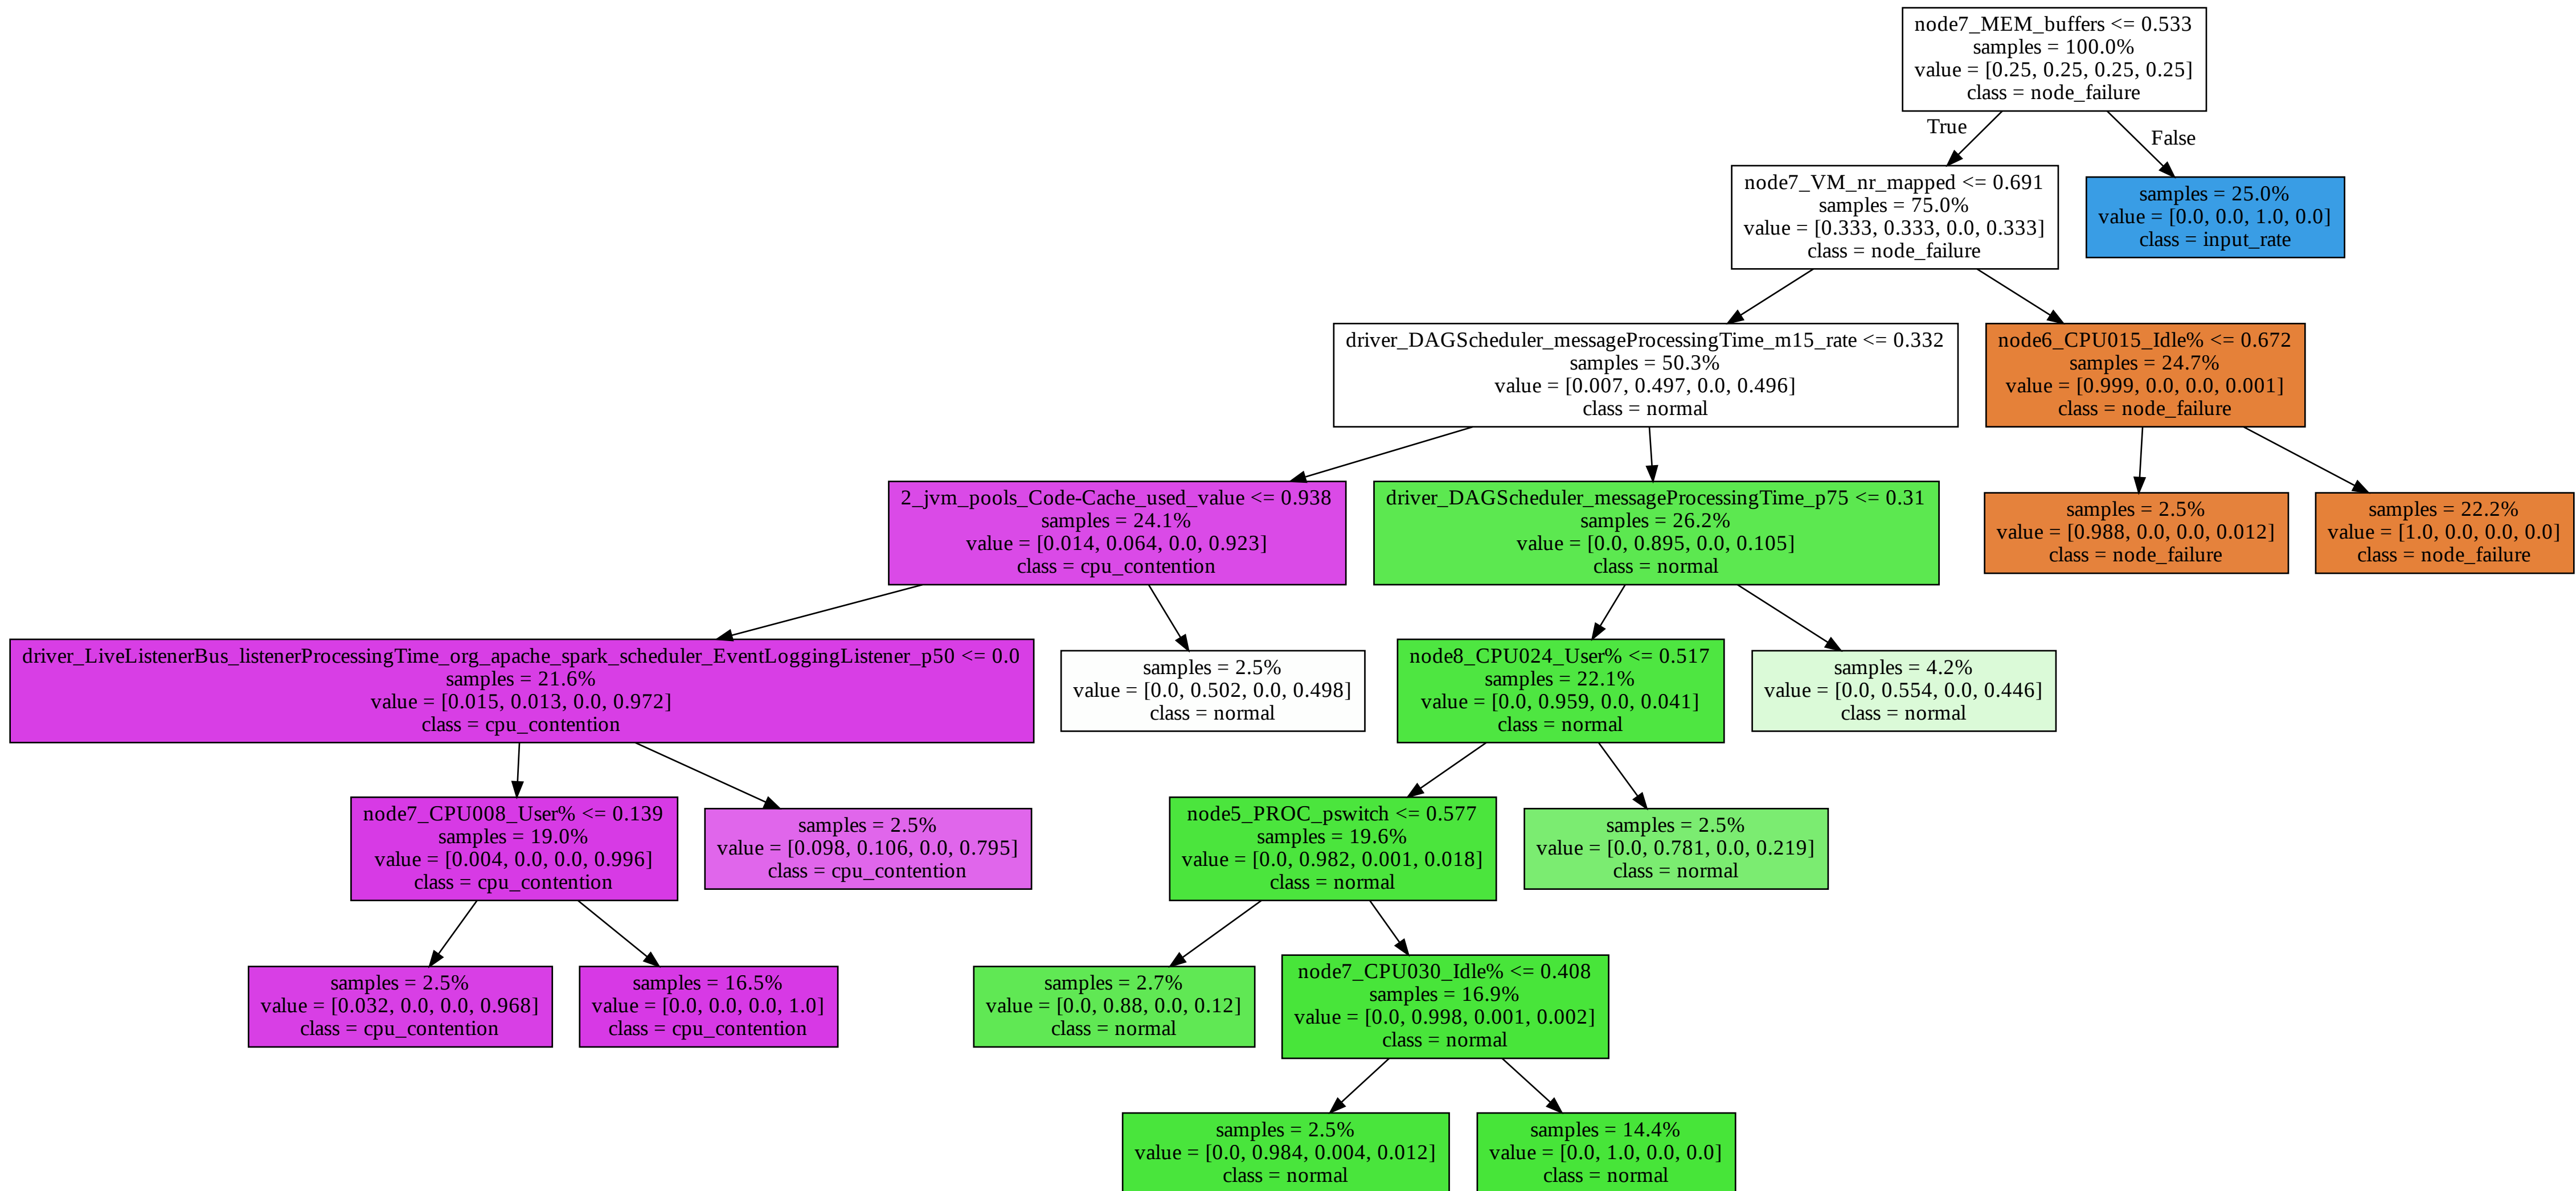 node7_MEM_buffers <= 0.533
samples = 100.0%
value = [0.25, 0.25, 0.25, 0.25]
class = node_failure
True
False
node7_VM_nr_mapped <= 0.691
samples = 75.0%
value = [0.333, 0.333, 0.0, 0.333]
class = node_failure
samples = 25.0%
value = [0.0, 0.0, 1.0, 0.0]
class = input_rate
driver_DAGScheduler_messageProcessingTime_m15_rate <= 0.332
samples = 50.3%
value = [0.007, 0.497, 0.0, 0.496]
class = normal
node6_CPU015_Idle% <= 0.672
samples = 24.7%
value = [0.999, 0.0, 0.0, 0.001]
class = node_failure
2_jvm_pools_Code-Cache_used_value <= 0.938
samples = 24.1%
value = [0.014, 0.064, 0.0, 0.923]
class = cpu_contention
driver_DAGScheduler_messageProcessingTime_p75 <= 0.31
samples = 26.2%
value = [0.0, 0.895, 0.0, 0.105]
class = normal
samples = 2.5%
value = [0.988, 0.0, 0.0, 0.012]
class = node_failure
samples = 22.2%
value = [1.0, 0.0, 0.0, 0.0]
class = node_failure
driver_LiveListenerBus_listenerProcessingTime_org_apache_spark_scheduler_EventLoggingListener_p50 <= 0.0
samples = 21.6%
value = [0.015, 0.013, 0.0, 0.972]
class = cpu_contention
samples = 2.5%
value = [0.0, 0.502, 0.0, 0.498]
class = normal
node8_CPU024_User% <= 0.517
samples = 22.1%
value = [0.0, 0.959, 0.0, 0.041]
class = normal
samples = 4.2%
value = [0.0, 0.554, 0.0, 0.446]
class = normal
node7_CPU008_User% <= 0.139
samples = 19.0%
value = [0.004, 0.0, 0.0, 0.996]
class = cpu_contention
samples = 2.5%
value = [0.098, 0.106, 0.0, 0.795]
class = cpu_contention
node5_PROC_pswitch <= 0.577
samples = 19.6%
value = [0.0, 0.982, 0.001, 0.018]
class = normal
samples = 2.5%
value = [0.0, 0.781, 0.0, 0.219]
class = normal
samples = 2.5%
value = [0.032, 0.0, 0.0, 0.968]
class = cpu_contention
samples = 16.5%
value = [0.0, 0.0, 0.0, 1.0]
class = cpu_contention
samples = 2.7%
value = [0.0, 0.88, 0.0, 0.12]
class = normal
node7_CPU030_Idle% <= 0.408
samples = 16.9%
value = [0.0, 0.998, 0.001, 0.002]
class = normal
samples = 2.5%
value = [0.0, 0.984, 0.004, 0.012]
class = normal
samples = 14.4%
value = [0.0, 1.0, 0.0, 0.0]
class = normal